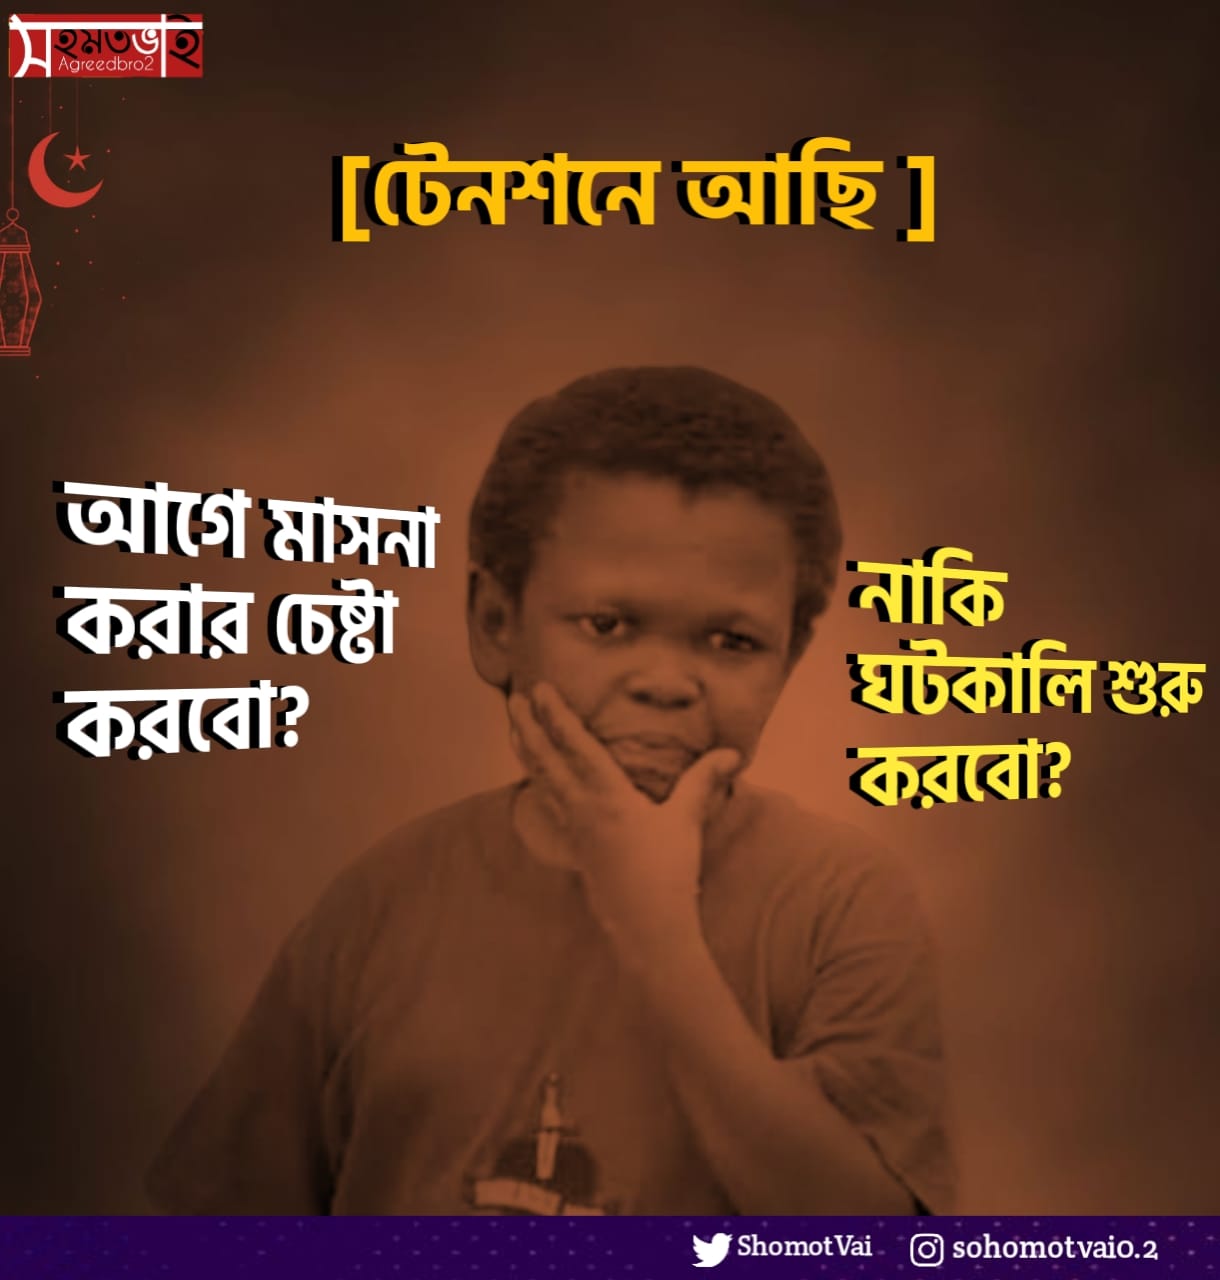 সহমতভাই
Agreedbro2
[টেনশনে আছি ]
আগে মাসনা
করার চেষ্টা
করবো?
নাকি
ঘটকালি শুরু
করবো?
ShomotVai
sohomotvaio.2